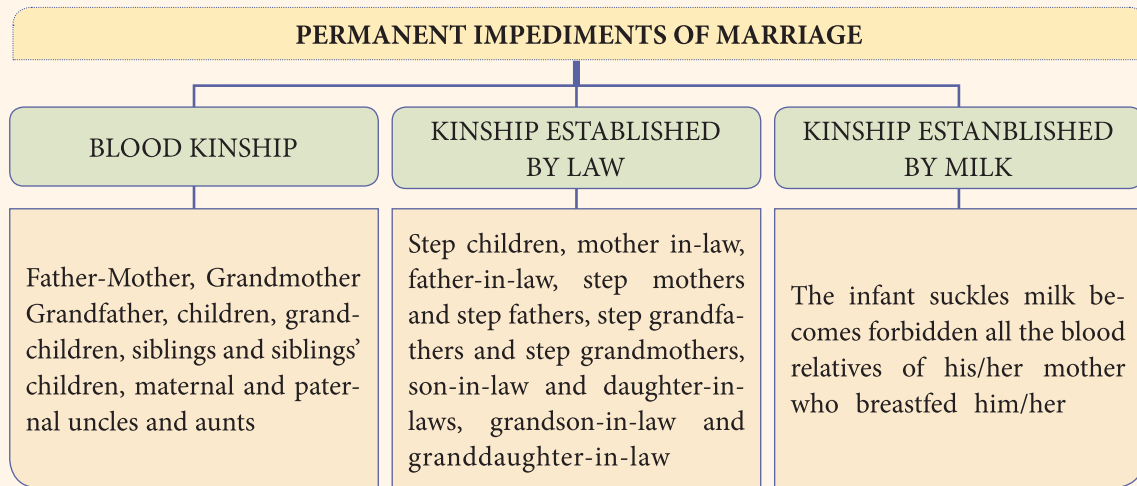 PERMANENT IMPEDIMENTS OF MARRIAGE
BLOOD KINSHIP
Father-Mother, Grandmother
Grandfather, children, grand-
children, siblings and siblings’
children, maternal and pater-
nal uncles and aunts
KINSHIP ESTABLISHED
BY LAW
Step children, mother in-law,
father-in-law, step mothers
and step fathers, step grandfa-
thers and step grandmothers,
son-in-law and daughter-in-
laws, grandson-in-law and
granddaughter-in-law
KINSHIP ESTANBLISHED
BY MILK
The infant suckles milk be-
comes forbidden all the blood
relatives of his/her mother
who breastfed him/her